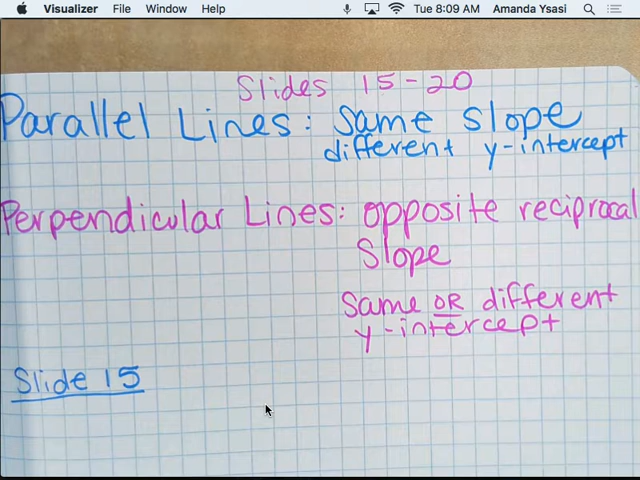 Visualizer File Window Help Tue 8:09 AM Amanda Ysasi
Slides 15-20
Parallel Lines: Same slope
different y-intercept
Perpendicular Lines: opposite reciprocal
Slope
Same OR different
y-intercept
Slide 15